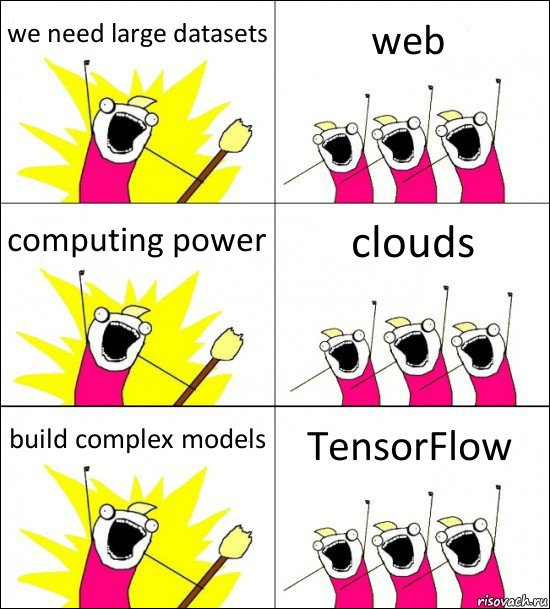 we need large datasets
web
computing power
clouds
build complex models
TensorFlow
risovach.ru